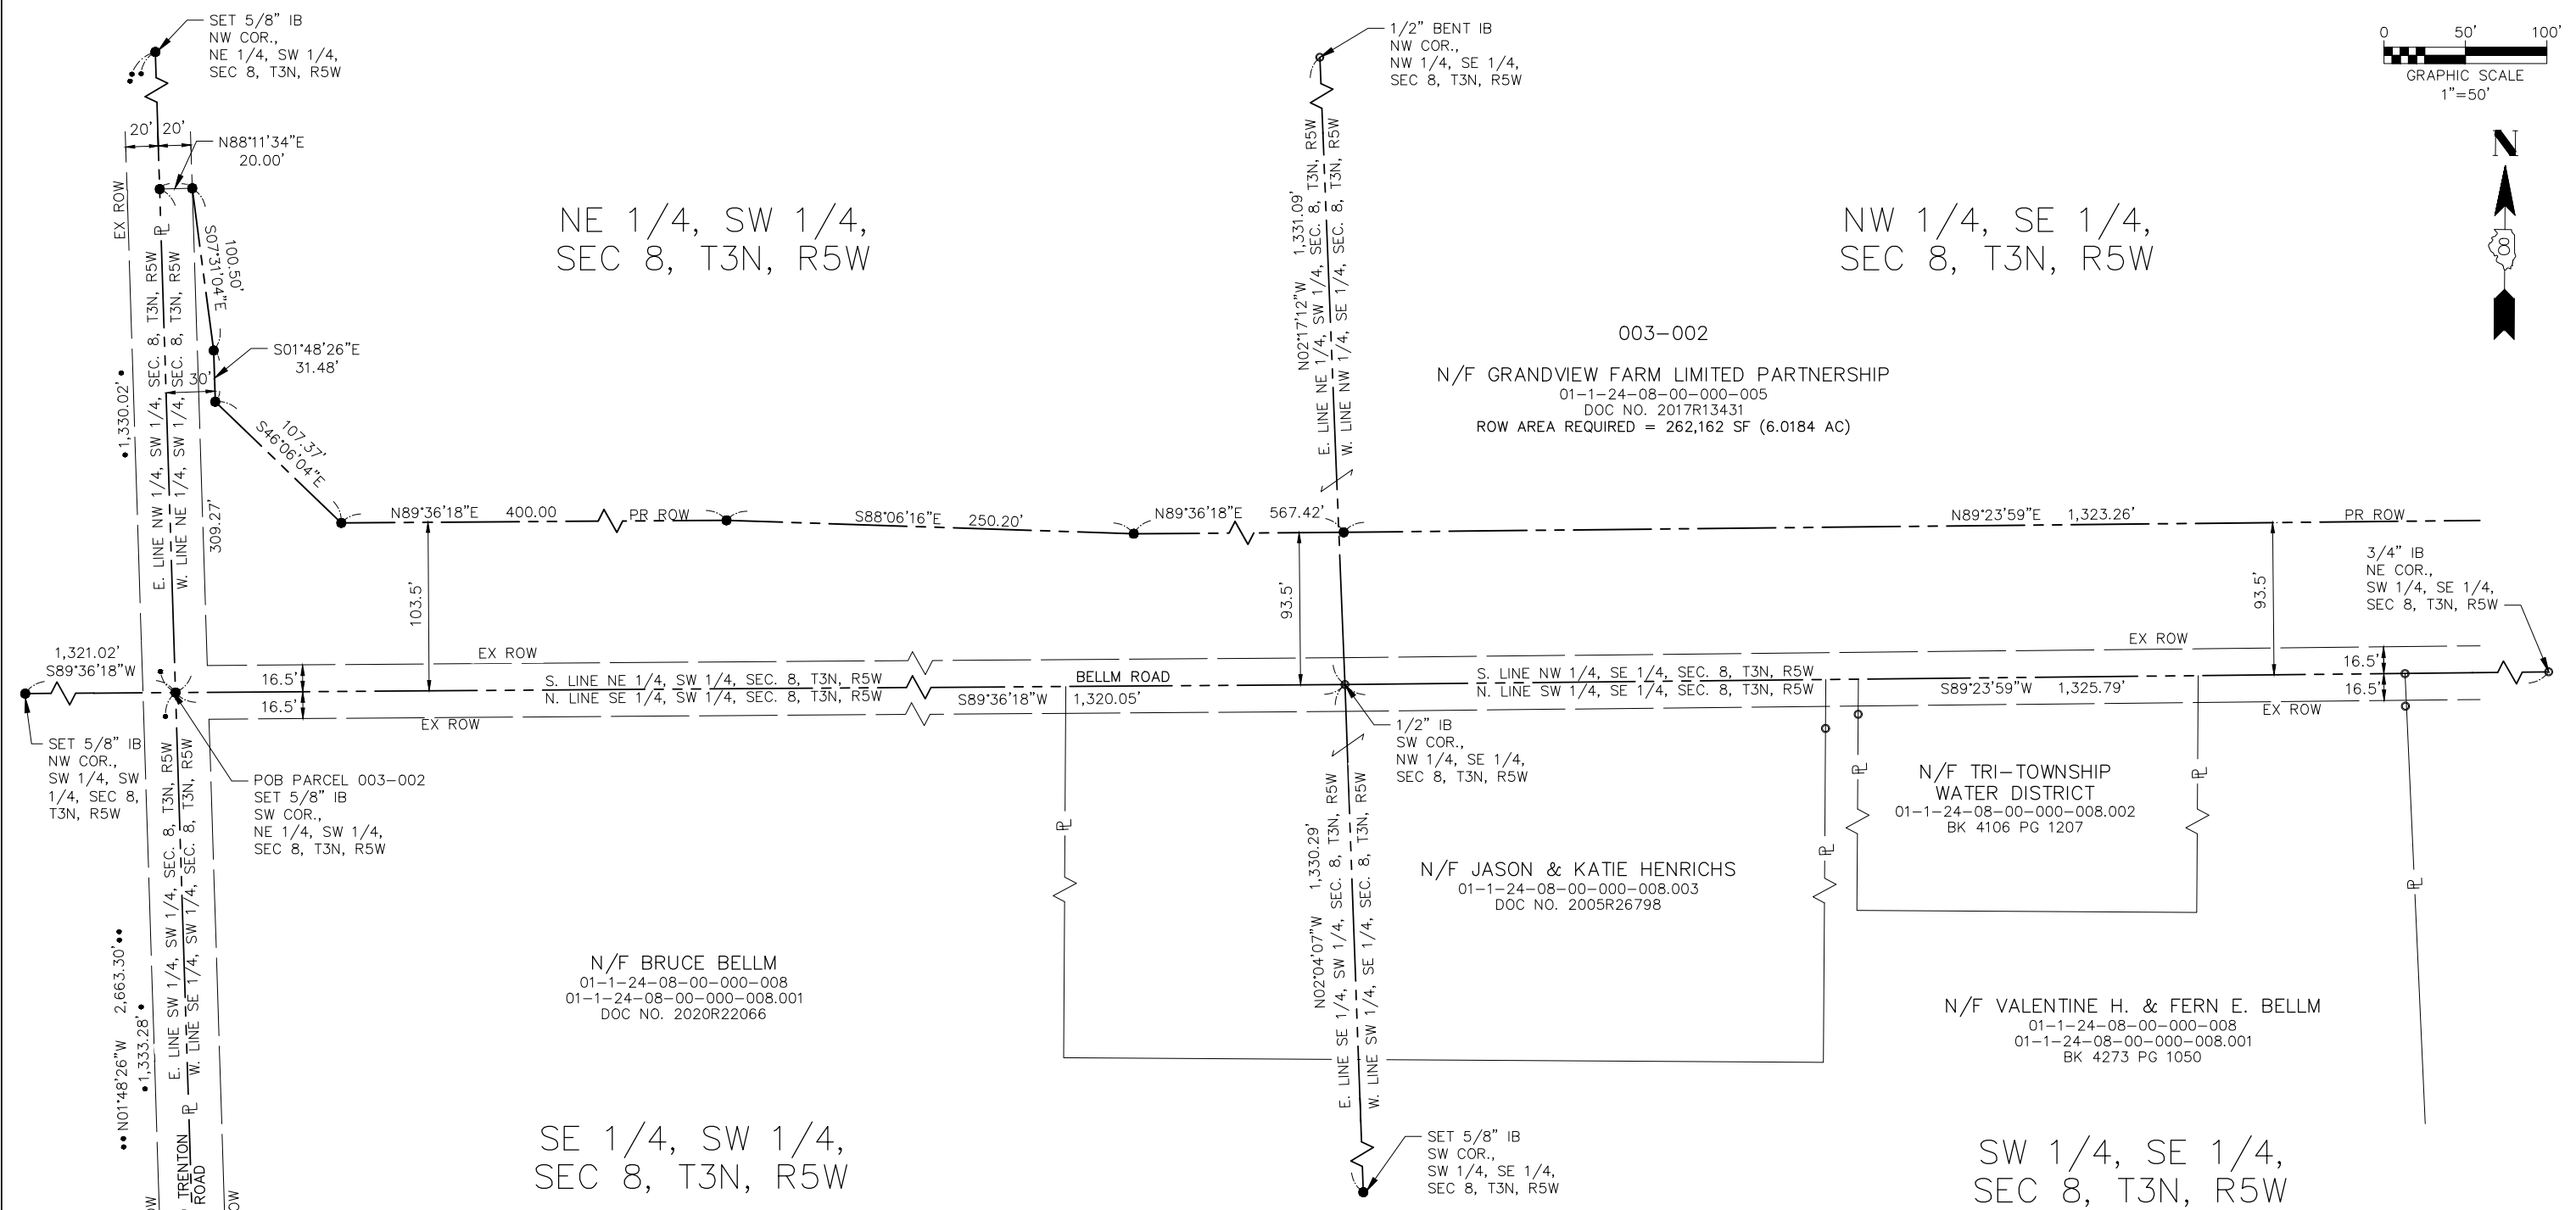 SET 5/8" IB
NW COR.,
NE 1/4, SW 1/4,
SEC 8, T3N, R5W
1/2" BENT IB
NW COR.,
NW 1/4, SE 1/4,
SEC 8, T3N, R5W
0 50' 100'
GRAPHIC SCALE
1"=50'
N
8
20' 20'
N88°11'34"E
20.00'
EX ROW
S07°31'04"E
100.50'
NE 1/4, SW 1/4,
SEC 8, T3N, R5W
NW 1/4, SE 1/4,
SEC 8, T3N, R5W
N02°17'12"W 1,331.09'
E. LINE NE 1/4, SW 1/4, SEC. 8, T3N, R5W
W. LINE NW 1/4, SE 1/4, SEC. 8, T3N, R5W
003-002
N/F GRANDVIEW FARM LIMITED PARTNERSHIP
01-1-24-08-00-000-005
DOC NO. 2017R13431
ROW AREA REQUIRED = 262,162 SF (6.0184 AC)
S01°48'26"E
31.48'
30'
•1,330.02'•
E. LINE NW 1/4, SW 1/4, SEC. 8, T3N, R5W
PL
W. LINE NE 1/4, SW 1/4, SEC. 8, T3N, R5W
309.27'
107.37'
S46°06'04"E
N89°36'18"E 400.00
PR ROW
S88°06'16"E 250.20'
N89°36'18"E 567.42'
N89°23'59"E 1,323.26'
PR ROW
103.5'
93.5'
93.5'
3/4" IB
NE COR.,
SW 1/4, SE 1/4,
SEC 8, T3N, R5W
1,321.02'
S89°36'18"W
EX ROW
EX ROW
16.5'
16.5'
S. LINE NE 1/4, SW 1/4, SEC. 8, T3N, R5W
N. LINE SE 1/4, SW 1/4, SEC. 8, T3N, R5W
BELLM ROAD
S89°36'18"W 1,320.05'
S. LINE NW 1/4, SE 1/4, SEC. 8, T3N, R5W
N. LINE SW 1/4, SE 1/4, SEC. 8, T3N, R5W
S89°23'59"W 1,325.79'
16.5'
16.5'
EX ROW
EX ROW
SET 5/8" IB
NW COR.,
SW 1/4, SW
1/4, SEC 8,
T3N, R5W
POB PARCEL 003-002
SET 5/8" IB
SW COR.,
NE 1/4, SW 1/4,
SEC 8, T3N, R5W
1/2" IB
SW COR.,
NW 1/4, SE 1/4,
SEC 8, T3N, R5W
PL
PL
PL
PL
PL
N/F TRI-TOWNSHIP
WATER DISTRICT
01-1-24-08-00-000-008.002
BK 4106 PG 1207
N/F JASON & KATIE HENRICHS
01-1-24-08-00-000-008.003
DOC NO. 2005R26798
N02°04'07"W 1,330.29'
E. LINE SE 1/4, SW 1/4, SEC. 8, T3N, R5W
W. LINE SW 1/4, SE 1/4, SEC. 8, T3N, R5W
••N01°48'26"W 2,663.30'••
•1,333.28'•
E. LINE SW 1/4, SW 1/4, SEC. 8, T3N, R5W
W. LINE SE 1/4, SW 1/4, SEC. 8, T3N, R5W
PL
TRENTON
ROAD
OW
OW
N/F BRUCE BELLM
01-1-24-08-00-000-008
01-1-24-08-00-000-008.001
DOC NO. 2020R22066
N/F VALENTINE H. & FERN E. BELLM
01-1-24-08-00-000-008
01-1-24-08-00-000-008.001
BK 4273 PG 1050
SE 1/4, SW 1/4,
SEC 8, T3N, R5W
SET 5/8" IB
SW COR.,
SW 1/4, SE 1/4,
SEC 8, T3N, R5W
SW 1/4, SE 1/4,
SEC 8, T3N, R5W